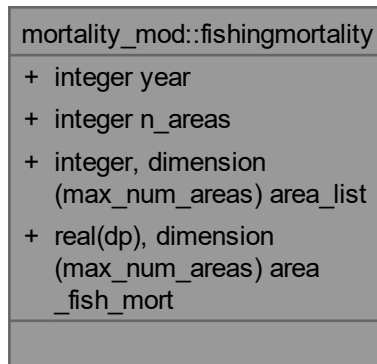 mortality_mod::fishingmortality
+ integer year
+ integer n_areas
+ integer, dimension
(max_num_areas) area_list
+ real(dp), dimension
(max_num_areas) area
_fish_mort